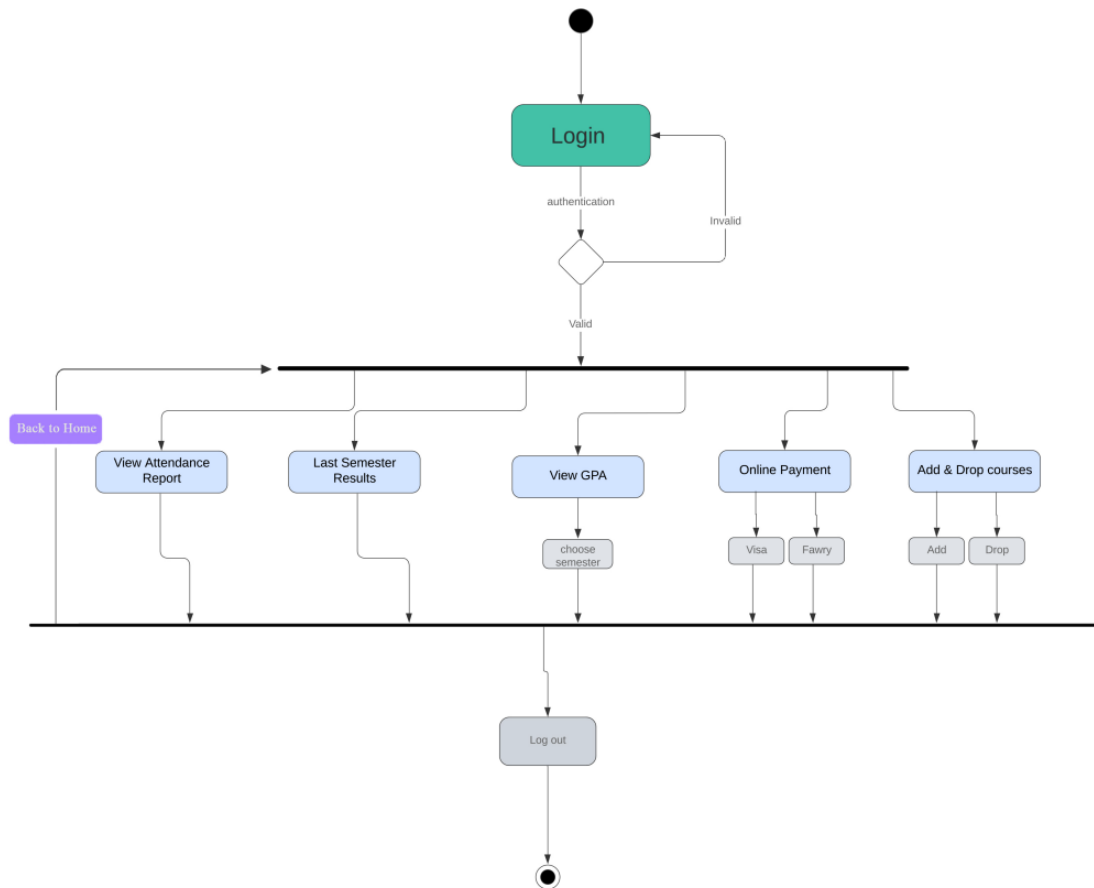 Login
authentication
Invalid
Valid
Back to Home
View Attendance
Report
Last Semester
Results
View GPA
Online Payment
Add & Drop courses
choose
semester
Visa
Fawry
Add
Drop
Log out